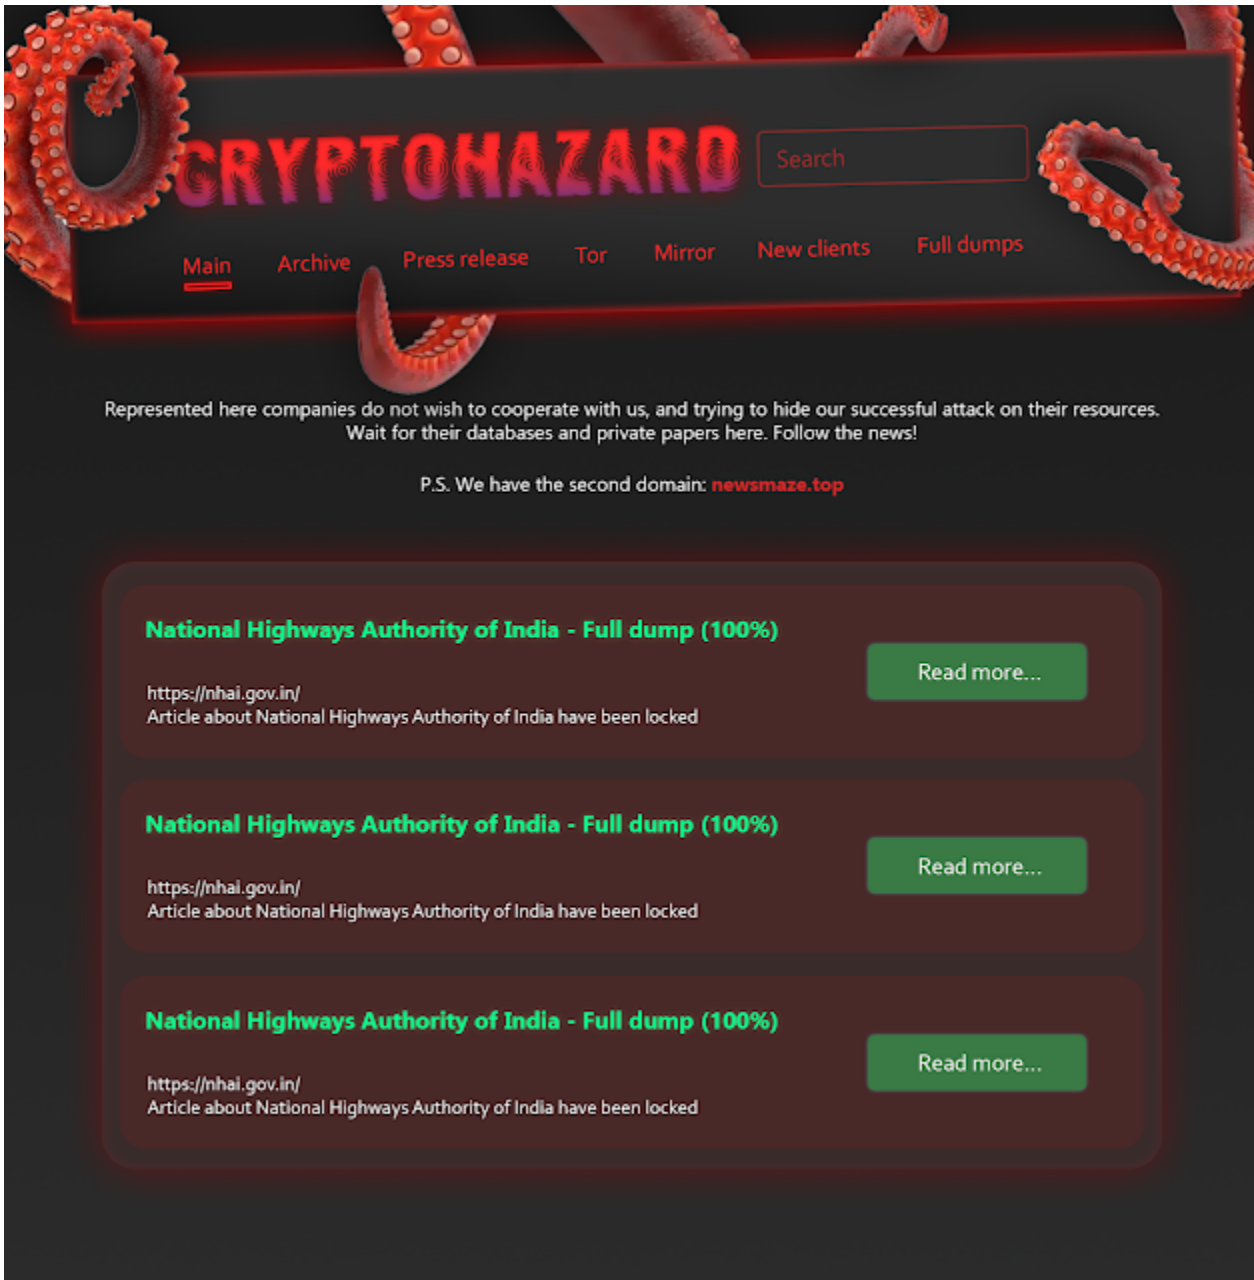 CRYPTOHAZARD
Search
Main Archive Press release Tor Mirror New clients Full dumps
Represented here companies do not wish to cooperate with us, and trying to hide our successful attack on their resources.
Wait for their databases and private papers here. Follow the news!
P.S. We have the second domain: newsmaze.top
National Highways Authority of India - Full dump (100%)
Read more...
https://nhai.gov.in/
Article about National Highways Authority of India have been locked
National Highways Authority of India - Full dump (100%)
Read more...
https://nhai.gov.in/
Article about National Highways Authority of India have been locked
National Highways Authority of India - Full dump (100%)
Read more...
https://nhai.gov.in/
Article about National Highways Authority of India have been locked